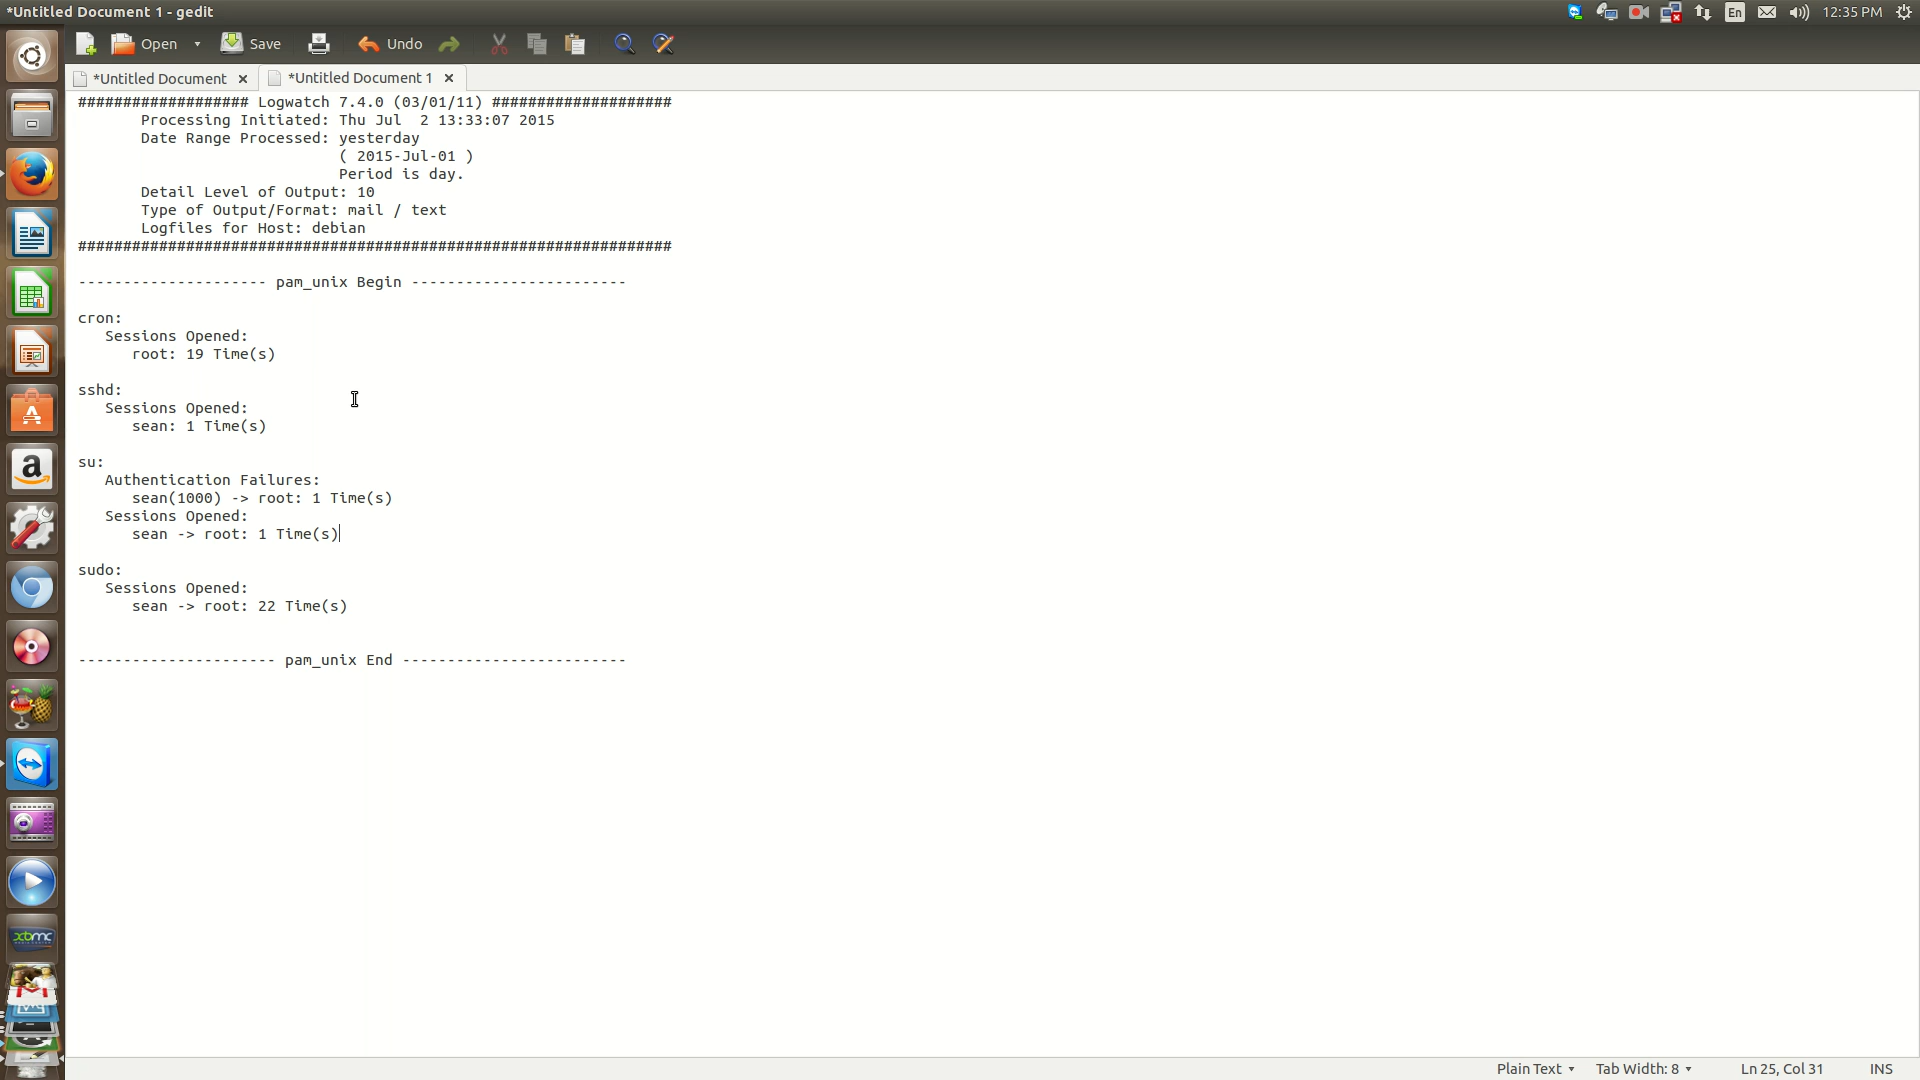 *Untitled Document 1 - gedit
En
12:35 PM
Open
Save
Undo
*Untitled Document
*Untitled Document 1
################### Logwatch 7.4.0 (03/01/11) ####################
Processing Initiated: Thu Jul  2 13:33:07 2015
Date Range Processed: yesterday
( 2015-Jul-01 )
Period is day.
Detail Level of Output: 10
Type of Output/Format: mail / text
Logfiles for Host: debian
##################################################################
--------------------- pam_unix Begin ------------------------
cron:
Sessions Opened:
root: 19 Time(s)
sshd:
Sessions Opened:
sean: 1 Time(s)
su:
Authentication Failures:
sean(1000) -> root: 1 Time(s)
Sessions Opened:
sean -> root: 1 Time(s)
sudo:
Sessions Opened:
sean -> root: 22 Time(s)
---------------------- pam_unix End -------------------------
xbmc
Plain Text
Tab Width: 8
Ln 25, Col 31
INS